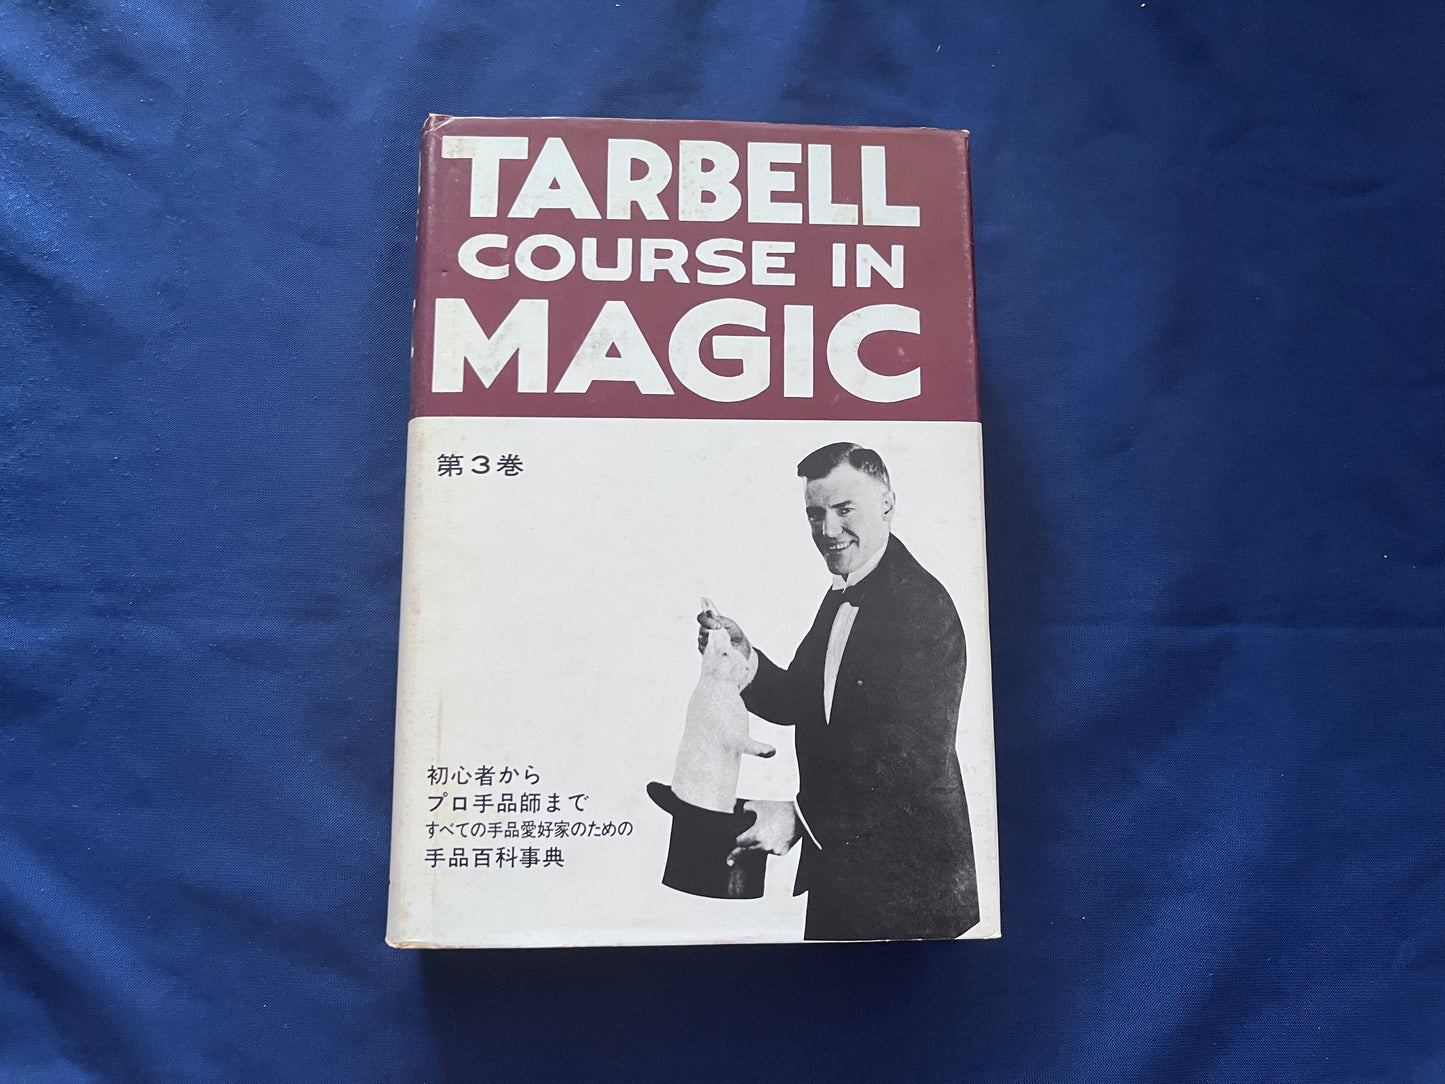 TARBELL
COURSE IN
MAGIC
第3巻
初心者から
プロ手品師まで
すべての手品愛好家のための
手品百科事典